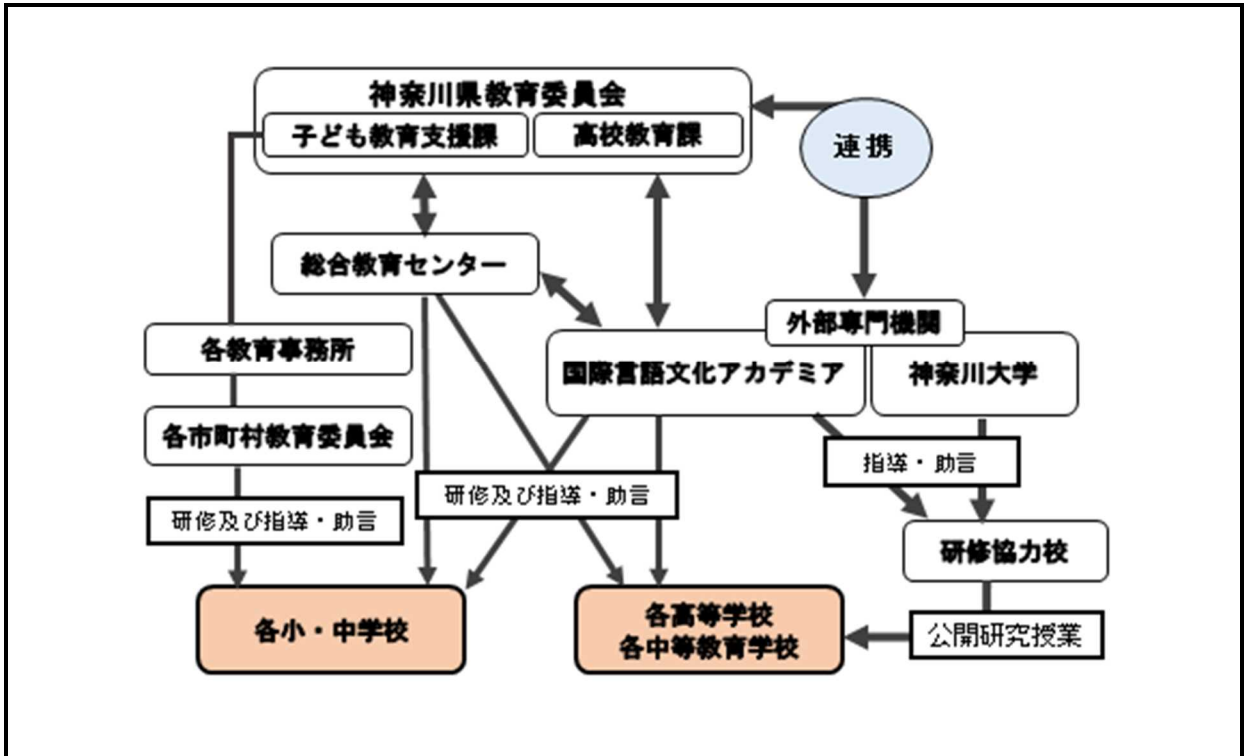 神奈川県教育委員会
子ども教育支援課
高校教育課
連携
総合教育センター
外部専門機関
各教育事務所
国際言語文化アカデミア
神奈川大学
各市町村教育委員会
指導・助言
研修及び指導・助言
研修及び指導・助言
研修協力校
各小・中学校
各高等学校
各中等教育学校
公開研究授業